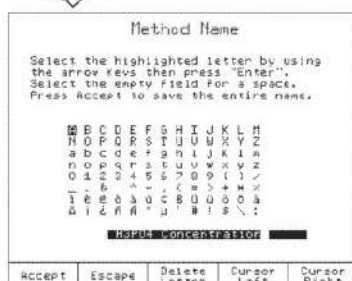 Method Name
Select the highlighted letter by using
the arrow keys then press "Enter".
Select the empty field for a space.
Press Accept to save the entire name.
A B C D E F G H I J K L M
N O P Q R S T U V W X Y Z
a b c d e f g h i j k l m
n o p q r s t u v w x y z
0 1 2 3 4 5 6 7 8 9 ( ) /
H3PO4 Concentration
Accept
Escape
Delete Letter
Cursor Left
Cursor Right